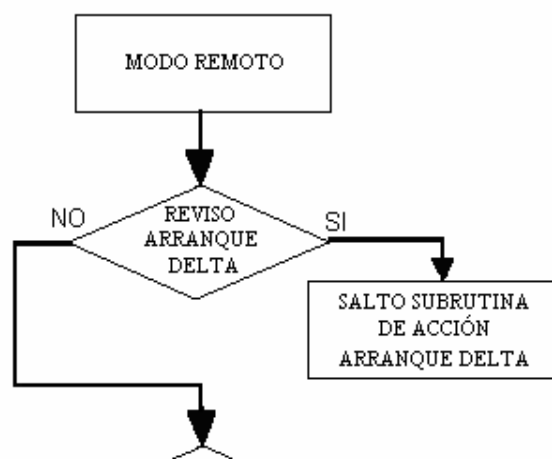 MODO REMOTO
NO
REVISO
ARRANQUE
DELTA
SI
SALTO SUBRUTINA
DE ACCIÓN
ARRANQUE DELTA